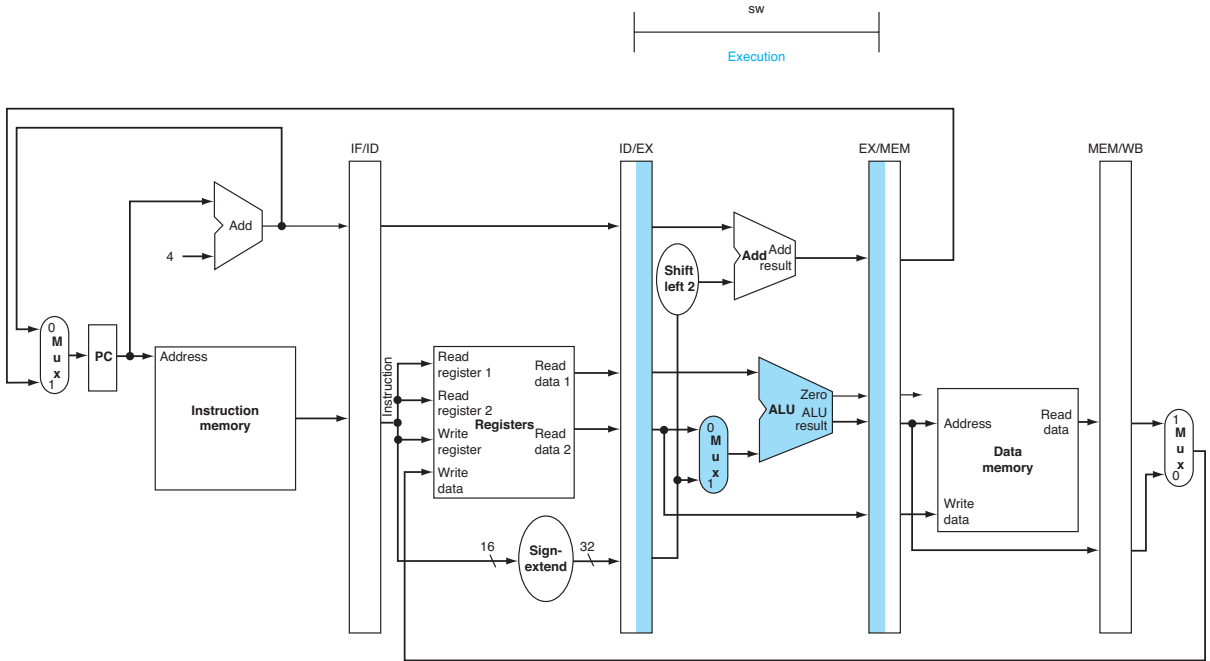 sw
Execution
IF/ID
ID/EX
EX/MEM
MEM/WB
Add
4
Shift
left 2
Add
Add
result
0
M
u
x
1
PC
Address
Instruction
memory
Instruction
Read
register 1
Read
register 2
Registers
Write
register
Write
data
Read
data 1
Read
data 2
16
Sign-
extend
32
0
M
u
x
1
Zero
ALU
ALU
result
Address
Read
data
Data
memory
Write
data
1
M
u
x
0